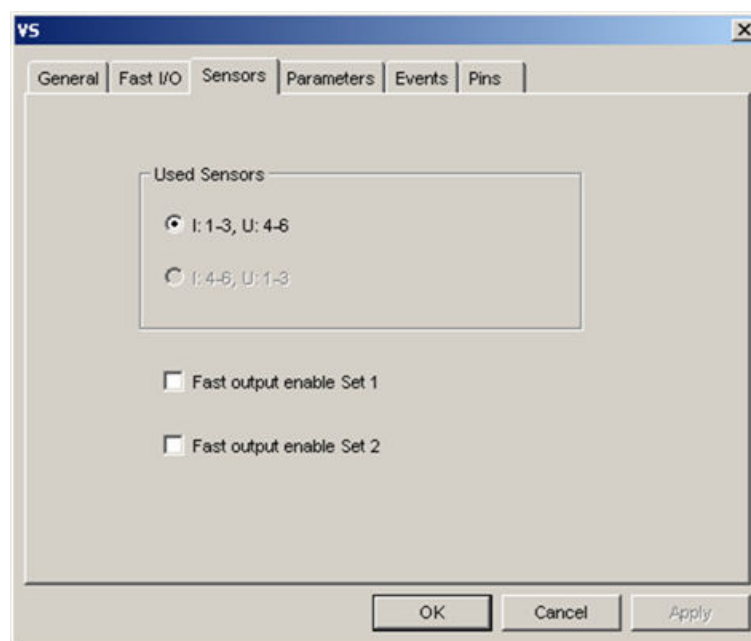 VS
General Fast I/O Sensors Parameters Events Pins
Used Sensors
I: 1-3, U: 4-6
I: 4-6, U: 1-3
Fast output enable Set 1
Fast output enable Set 2
OK Cancel Apply